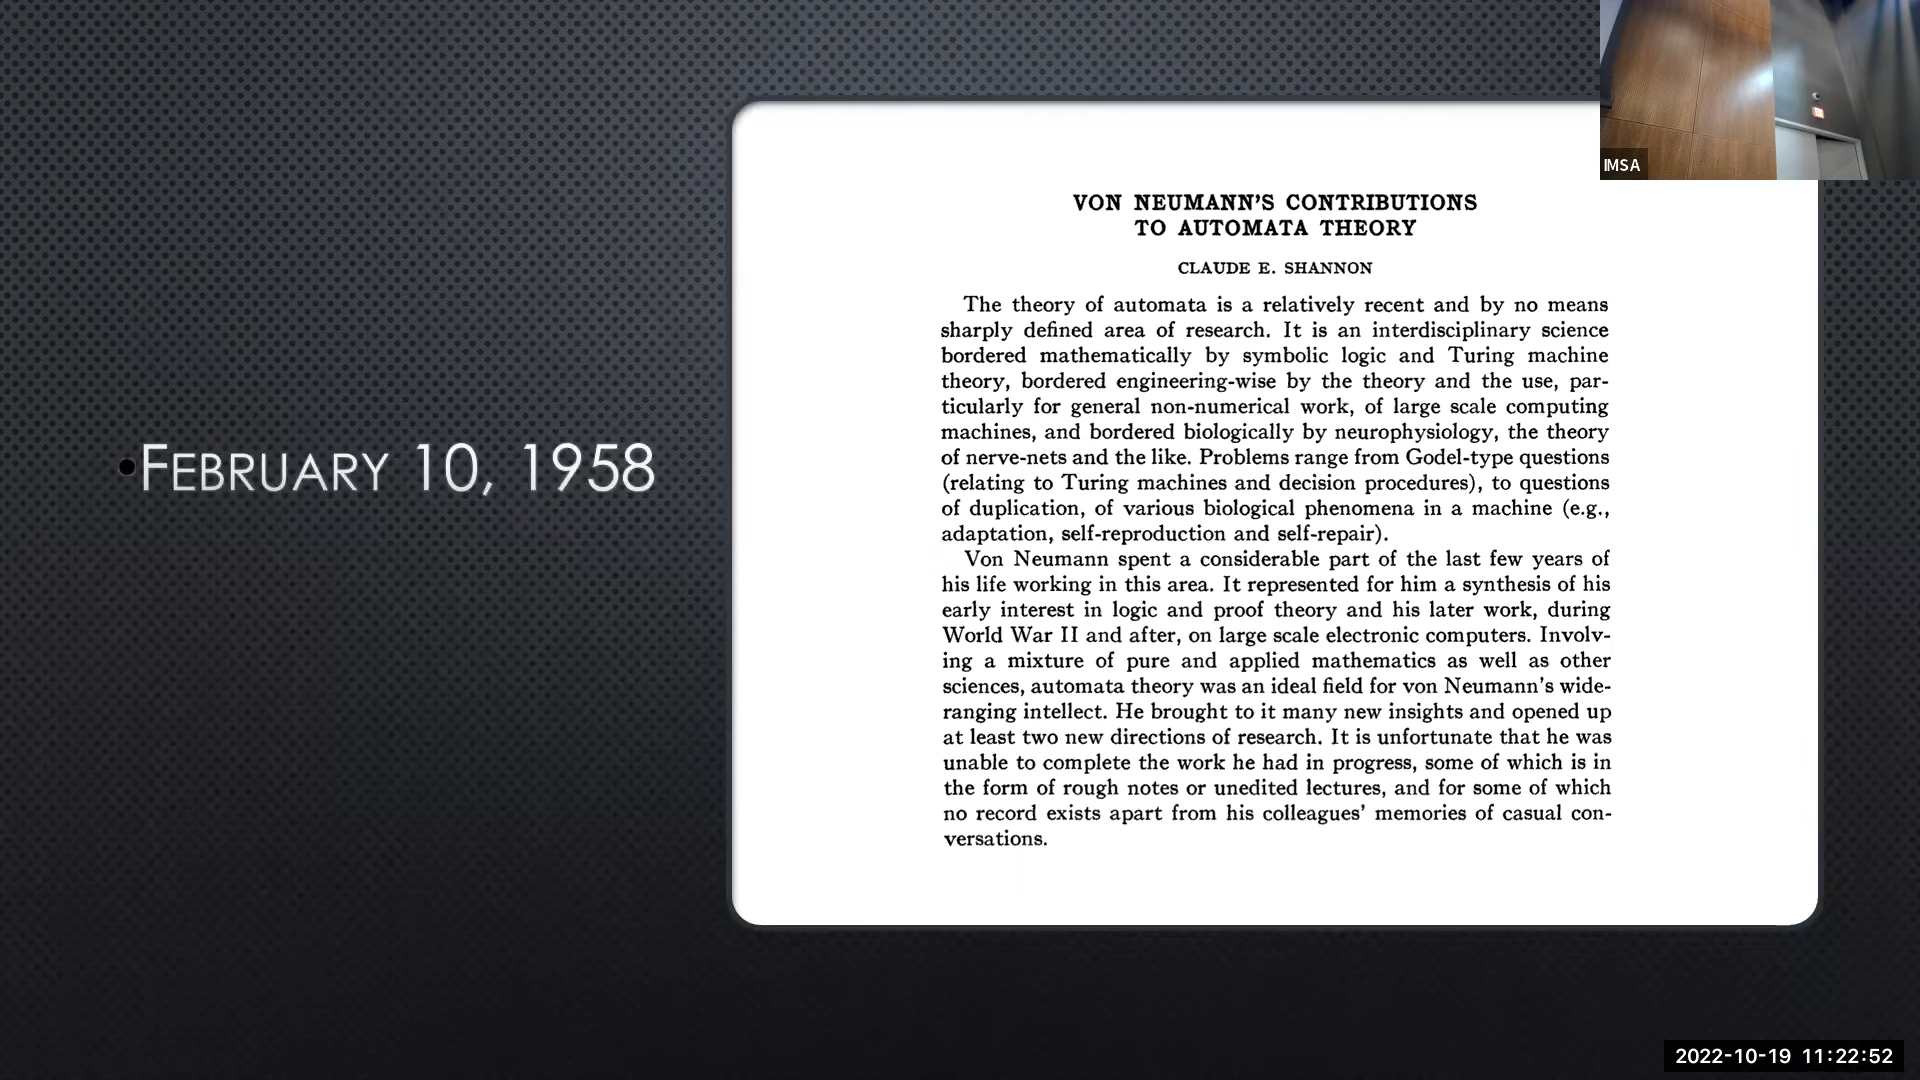 IMSA
•February 10, 1958
VON NEUMANN'S CONTRIBUTIONS
TO AUTOMATA THEORY
CLAUDE E. SHANNON
The theory of automata is a relatively recent and by no means
sharply defined area of research. It is an interdisciplinary science
bordered mathematically by symbolic logic and Turing machine
theory, bordered engineering-wise by the theory and the use, par-
ticularly for general non-numerical work, of large scale computing
machines, and bordered biologically by neurophysiology, the theory
of nerve-nets and the like. Problems range from Godel-type questions
(relating to Turing machines and decision procedures), to questions
of duplication, of various biological phenomena in a machine (e.g.,
adaptation, self-reproduction and self-repair).
Von Neumann spent a considerable part of the last few years of
his life working in this area. It represented for him a synthesis of his
early interest in logic and proof theory and his later work, during
World War II and after, on large scale electronic computers. Involv-
ing a mixture of pure and applied mathematics as well as other
sciences, automata theory was an ideal field for von Neumann's wide-
ranging intellect. He brought to it many new insights and opened up
at least two new directions of research. It is unfortunate that he was
unable to complete the work he had in progress, some of which is in
the form of rough notes or unedited lectures, and for some of which
no record exists apart from his colleagues' memories of casual con-
versations.
2022-10-19 11:22:52